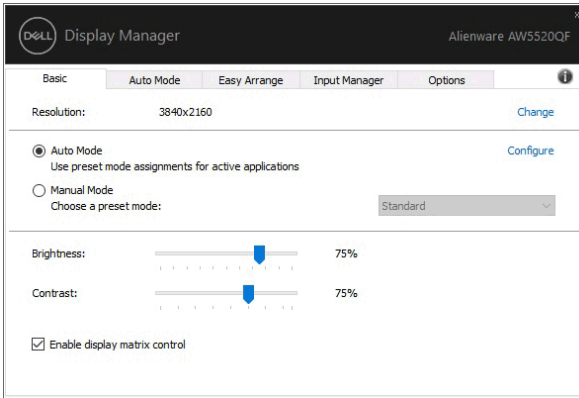 DELL Display Manager
Alienware AW5520QF
Basic Auto Mode Easy Arrange Input Manager Options
Resolution: 3840x2160 Change
Auto Mode Configure
Use preset mode assignments for active applications
Manual Mode
Choose a preset mode: Standard
Brightness: 75%
Contrast: 75%
Enable display matrix control